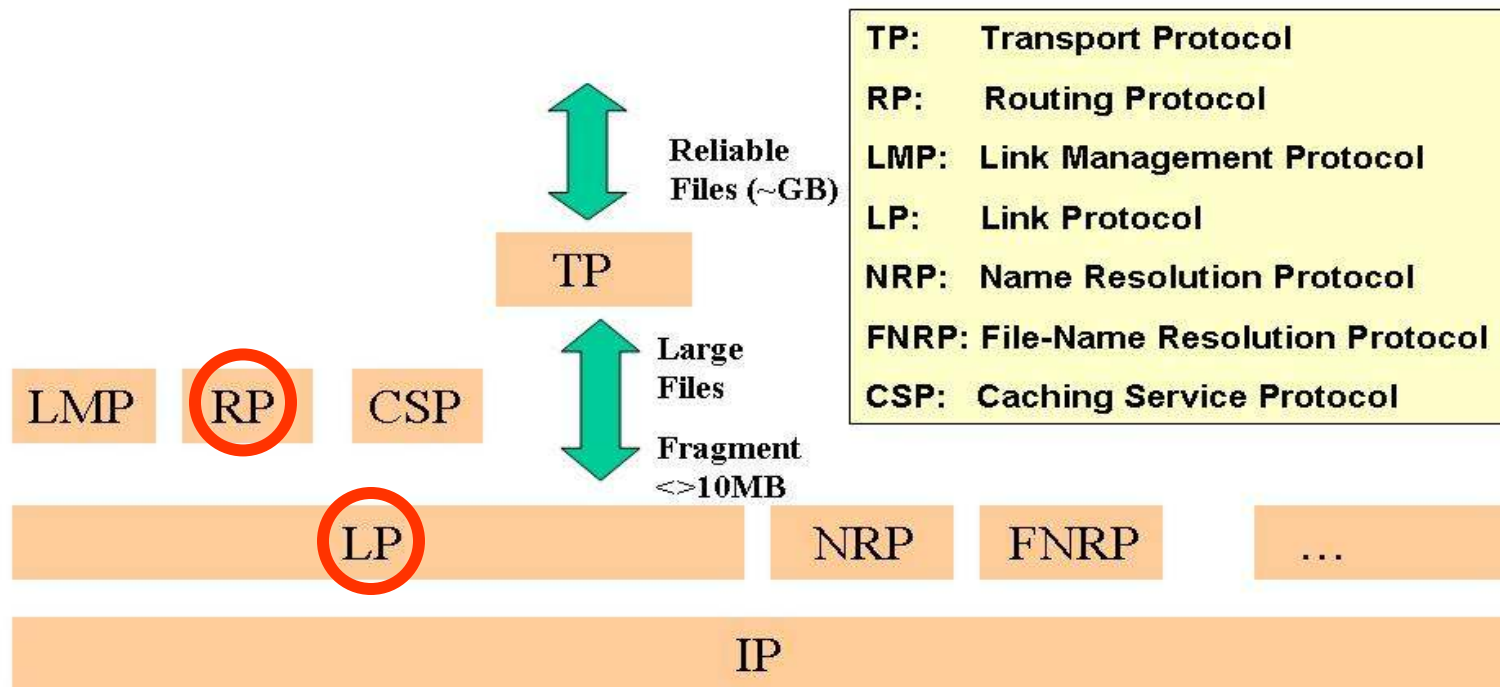 TP: Transport Protocol
RP: Routing Protocol
LMP: Link Management Protocol
LP: Link Protocol
NRP: Name Resolution Protocol
FNRP: File-Name Resolution Protocol
CSP: Caching Service Protocol
Reliable
Files (~GB)
TP
Large
Files
Fragment
<>10MB
LMP RP CSP
LP NRP FNRP ...
IP